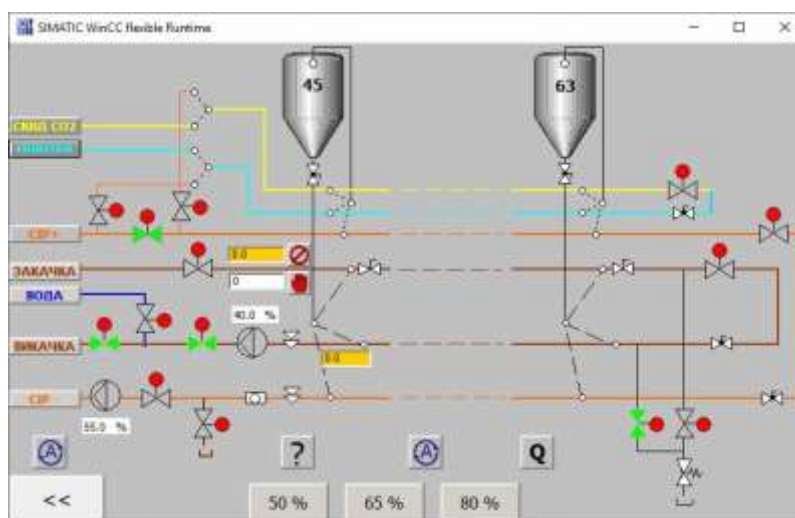 SIMATIC WinCC flexible Runtime
45
63
СКИД CO2
CIP+
0.0
ЗАКАЧКА
0
ВОДА
40.0 %
ВИКАЧКА
0.0
CIP-
55.0 %
A
?
A
Q
<<
50 %
65 %
80 %